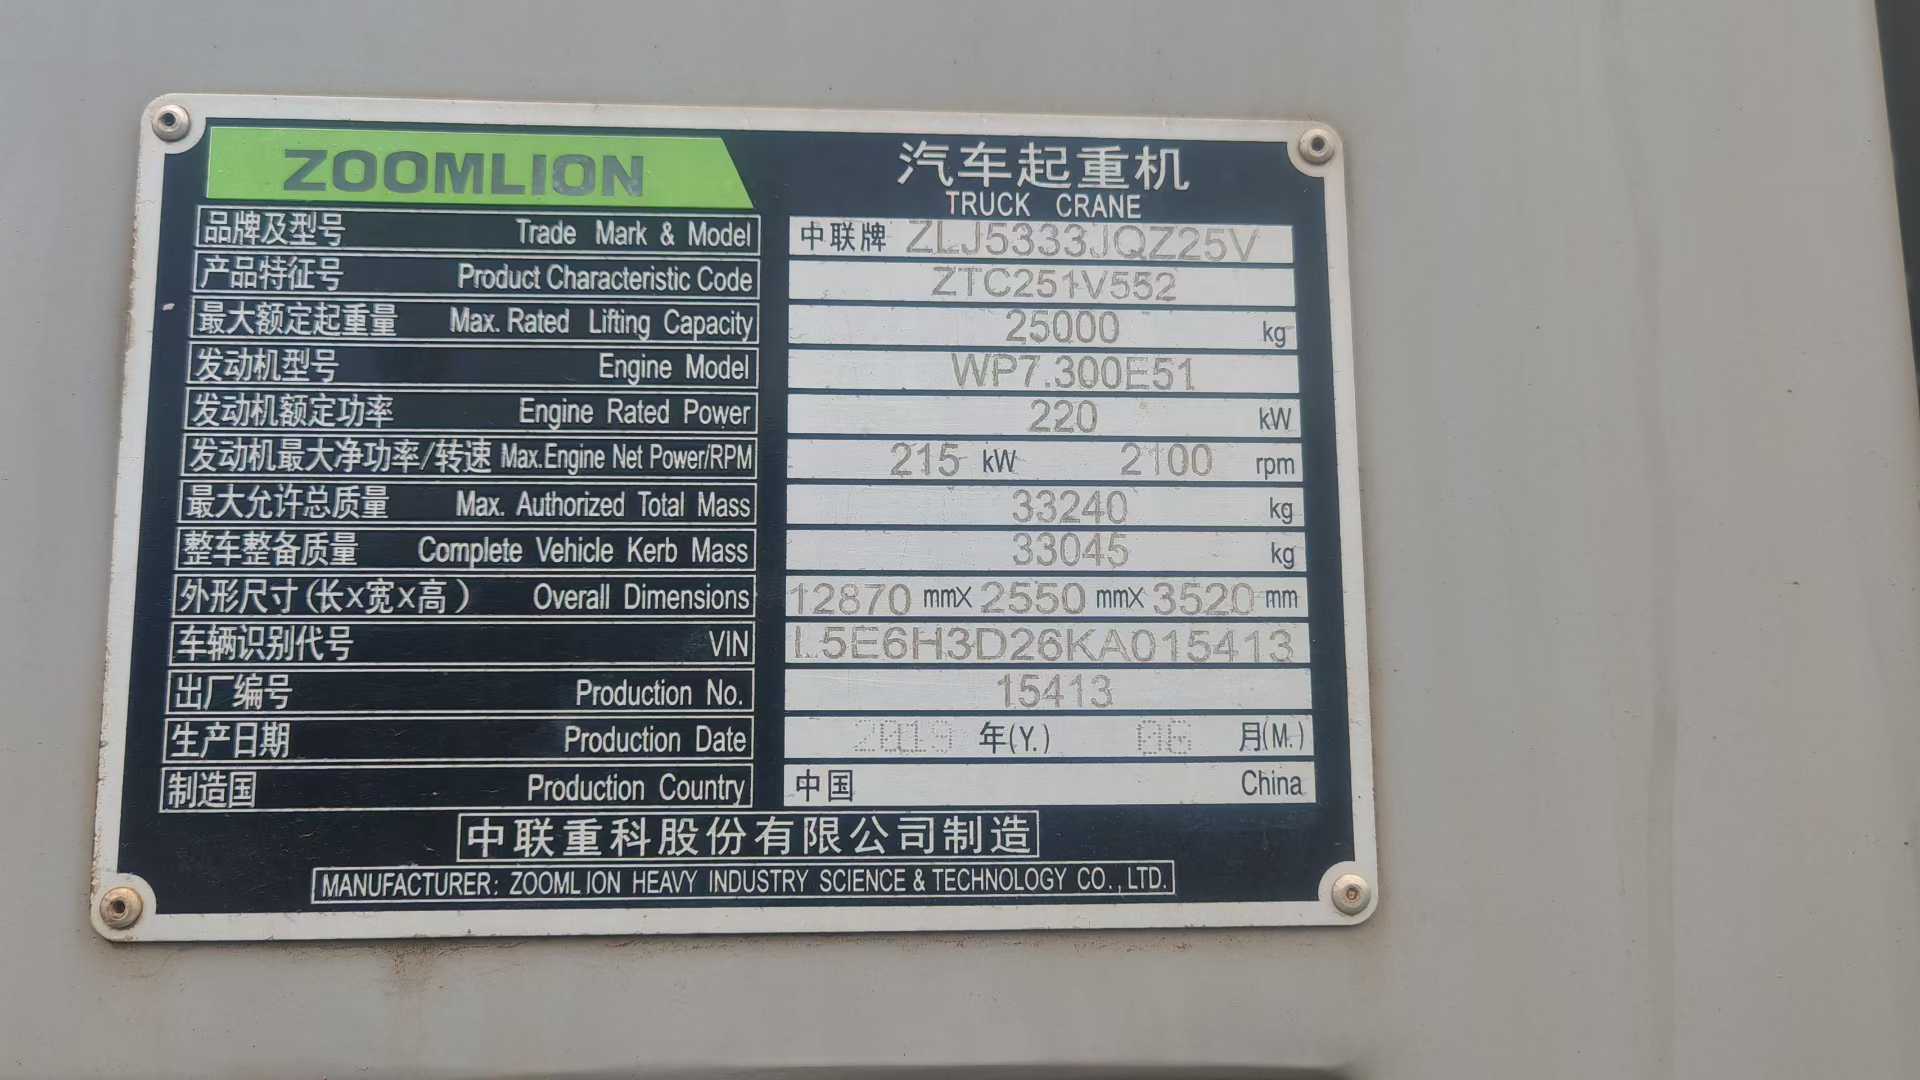 ZOOMLION
汽车起重机
TRUCK CRANE
品牌及型号 Trade Mark & Model 中联牌 ZLJ5333JQZ25V
产品特征号 Product Characteristic Code ZTC251V552
最大额定起重量 Max. Rated Lifting Capacity 25000 kg
发动机型号 Engine Model WP7.300E51
发动机额定功率 Engine Rated Power 220 kW
发动机最大净功率/转速 Max.Engine Net Power/RPM 215 kW 2100 rpm
最大允许总质量 Max. Authorized Total Mass 33240 kg
整车整备质量 Complete Vehicle Kerb Mass 33045 kg
外形尺寸(长X宽X高) Overall Dimensions 12870 mmX 2550 mmX 3520 mm
车辆识别代号 VIN L5E6H3D26KA015413
出厂编号 Production No. 15413
生产日期 Production Date 2019 年(Y.) 06 月(M.)
制造国 Production Country 中国 China
中联重科股份有限公司制造
MANUFACTURER: ZOOMLION HEAVY INDUSTRY SCIENCE & TECHNOLOGY CO., LTD.